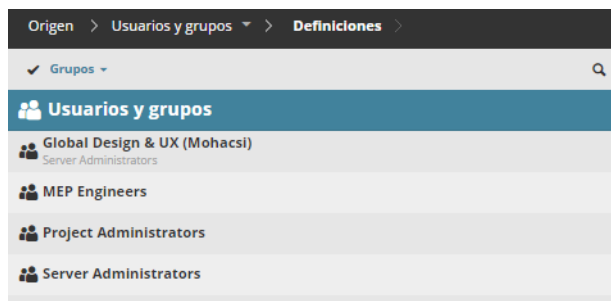 Origen > Usuarios y grupos > Definiciones >
Grupos
Usuarios y grupos
Global Design & UX (Mohacsi)
Server Administrators
MEP Engineers
Project Administrators
Server Administrators